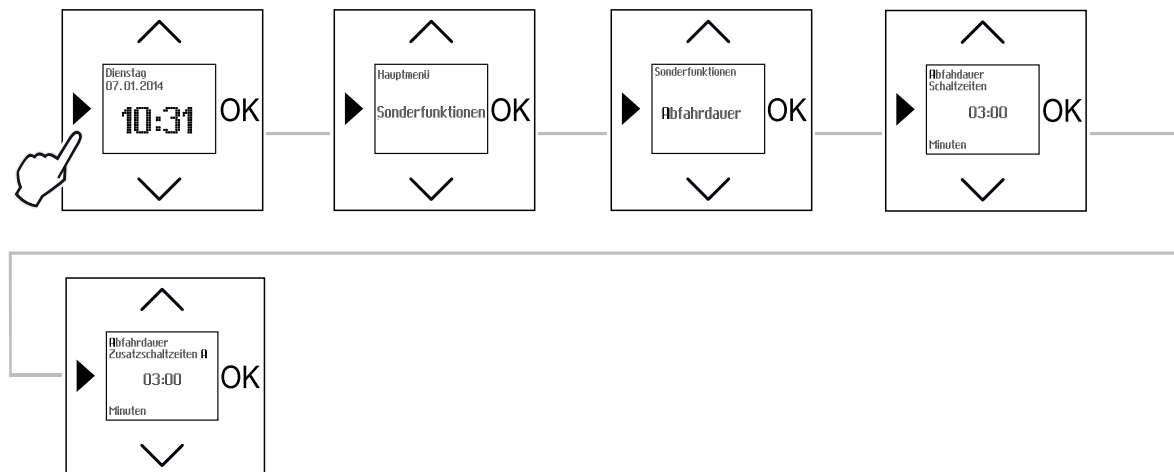 Dienstag
07.01.2014
10:31
OK
Hauptmenü
Sonderfunktionen
OK
Sonderfunktionen
Abfahrdauer
OK
Abfahdauer
Schaltzeiten
03:00
Minuten
OK
Abfahrdauer
Zusatzschaltzeiten A
03:00
Minuten
OK